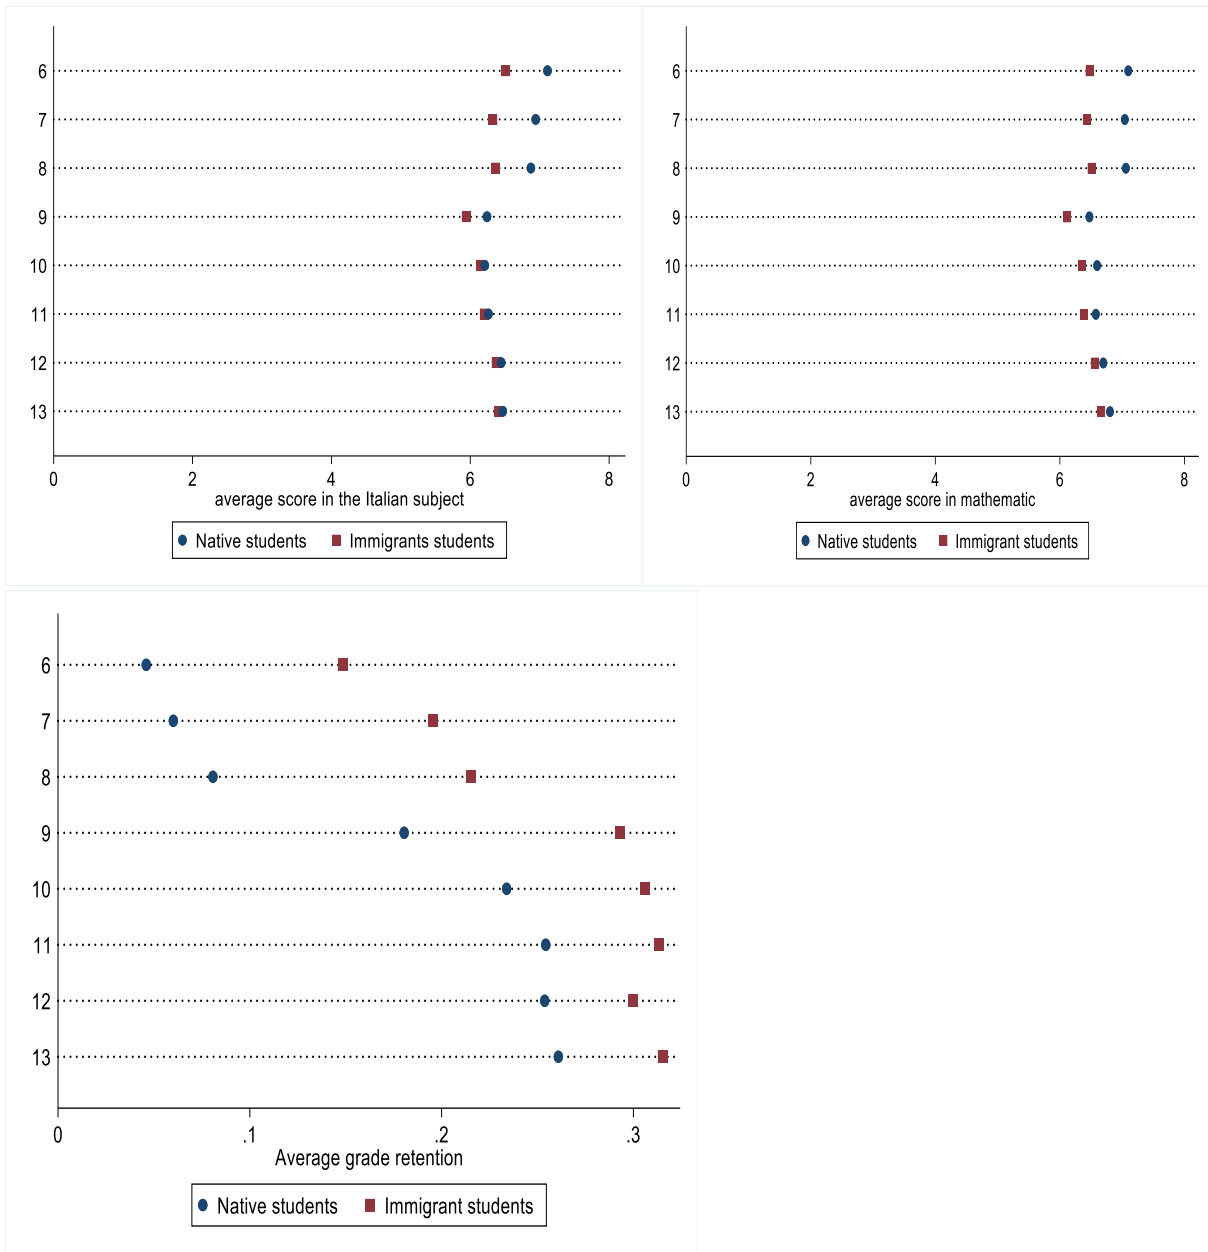 6
7
8
9
10
11
12
13
0 2 4 6 8
average score in the Italian subject
Native students Immigrants students
6
7
8
9
10
11
12
13
0 2 4 6 8
average score in mathematic
Native students Immigrant students
6
7
8
9
10
11
12
13
0 .1 .2 .3
Average grade retention
Native students Immigrant students